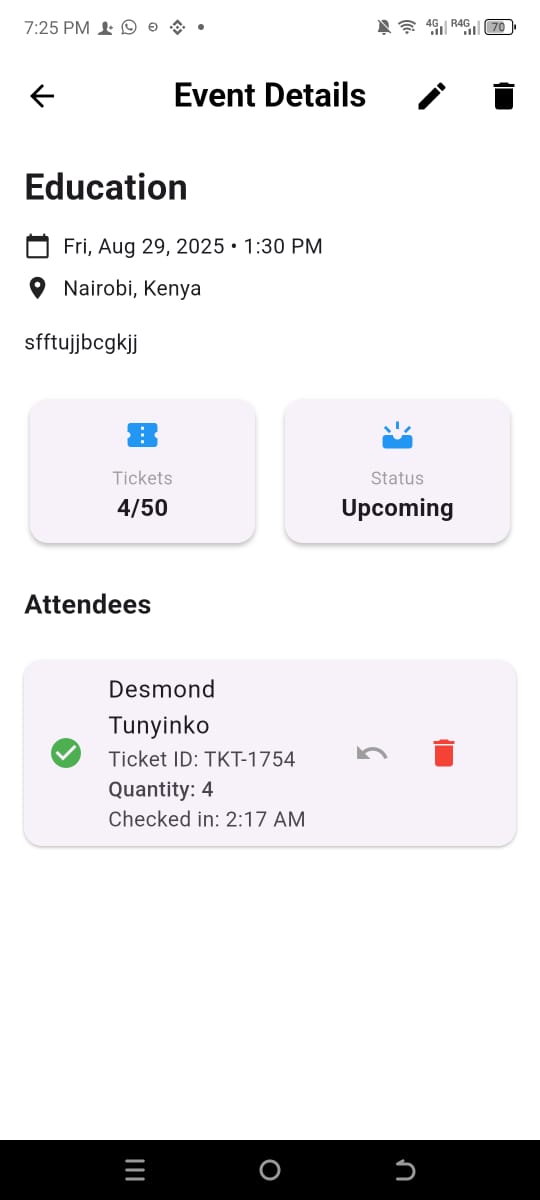 7:25 PM 4G R4G 70
Event Details
Education
Fri, Aug 29, 2025 • 1:30 PM
Nairobi, Kenya
sfftujjbcgkjj
Tickets
4/50
Status
Upcoming
Attendees
Desmond
Tunyinko
Ticket ID: TKT-1754
Quantity: 4
Checked in: 2:17 AM